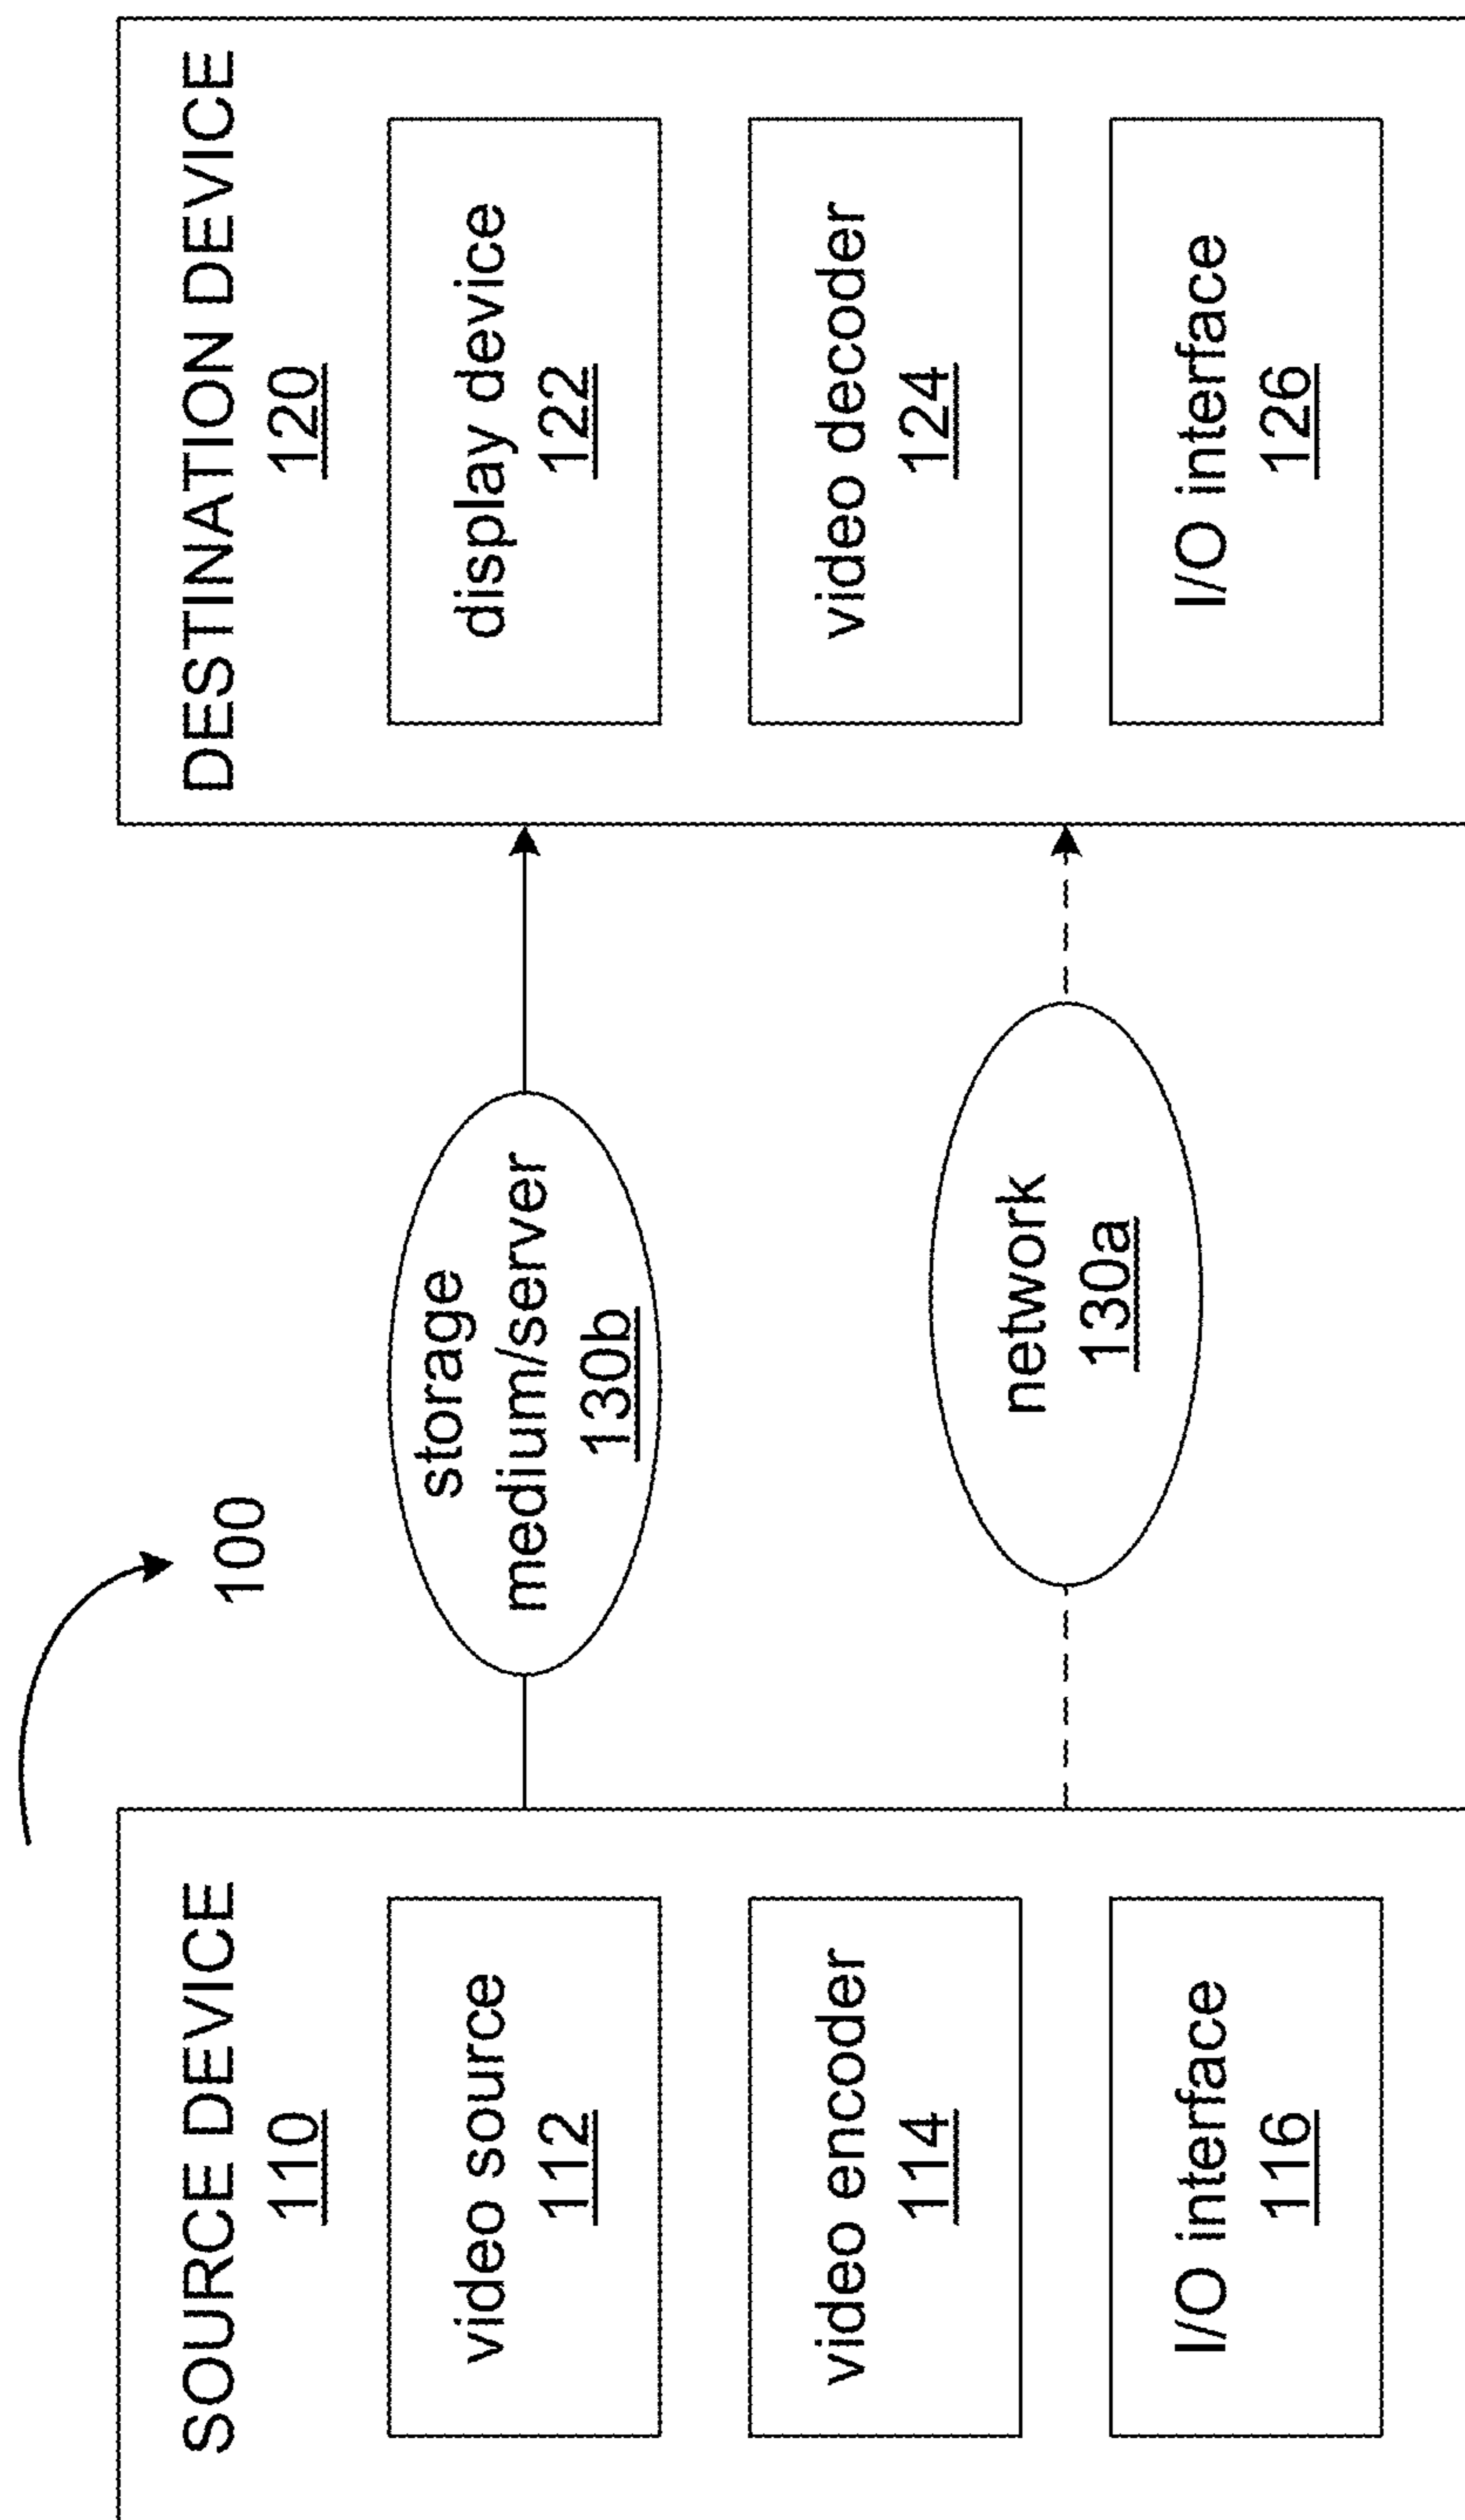 100
SOURCE DEVICE
110
video source
112
video encoder
114
I/O interface
116
storage
medium/server
130b
network
130a
DESTINATION DEVICE
120
display device
122
video decoder
124
I/O interface
126